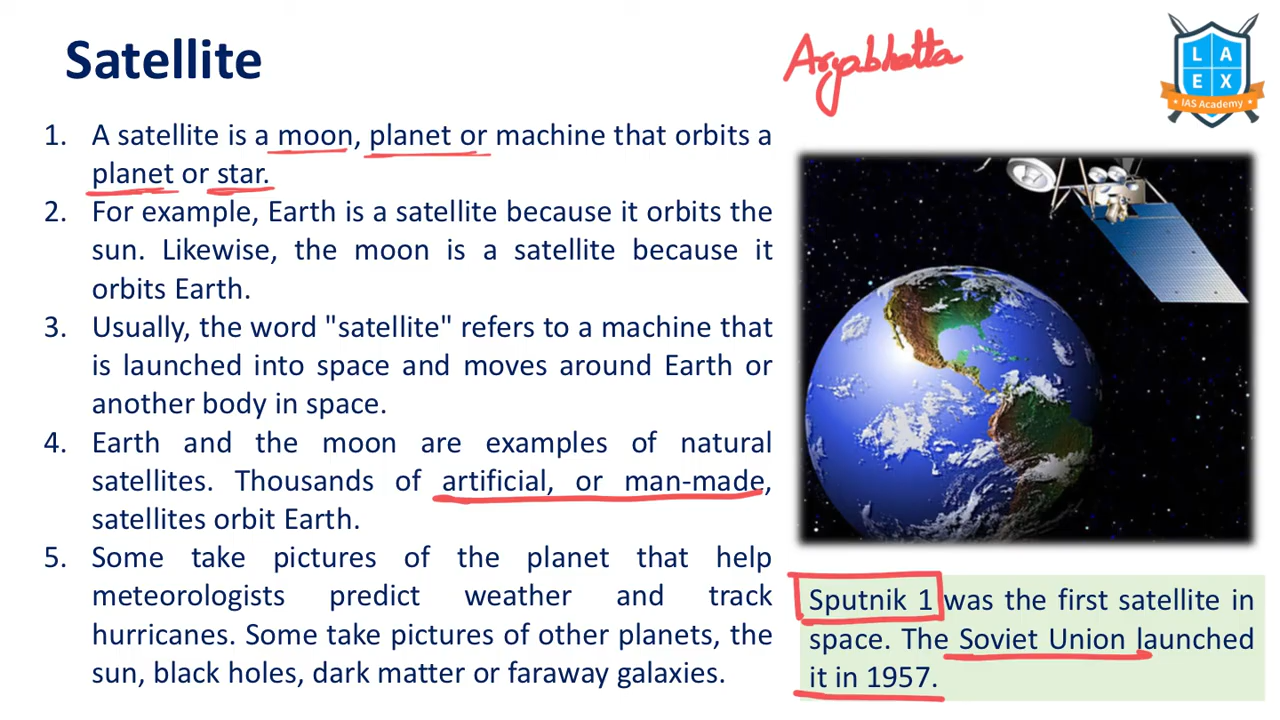 Satellite
Aryabhatta
L A
E X
IAS Academy
1. A satellite is a moon, planet or machine that orbits a
planet or star.
2. For example, Earth is a satellite because it orbits the
sun. Likewise, the moon is a satellite because it
orbits Earth.
3. Usually, the word "satellite" refers to a machine that
is launched into space and moves around Earth or
another body in space.
4. Earth and the moon are examples of natural
satellites. Thousands of artificial, or man-made,
satellites orbit Earth.
5. Some take pictures of the planet that help
meteorologists predict weather and track
hurricanes. Some take pictures of other planets, the
sun, black holes, dark matter or faraway galaxies.
Sputnik 1 was the first satellite in
space. The Soviet Union launched
it in 1957.